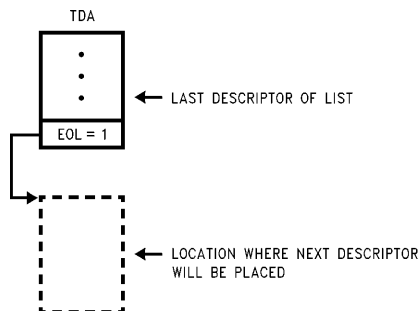 TDA
LAST DESCRIPTOR OF LIST
EOL = 1
LOCATION WHERE NEXT DESCRIPTOR
WILL BE PLACED